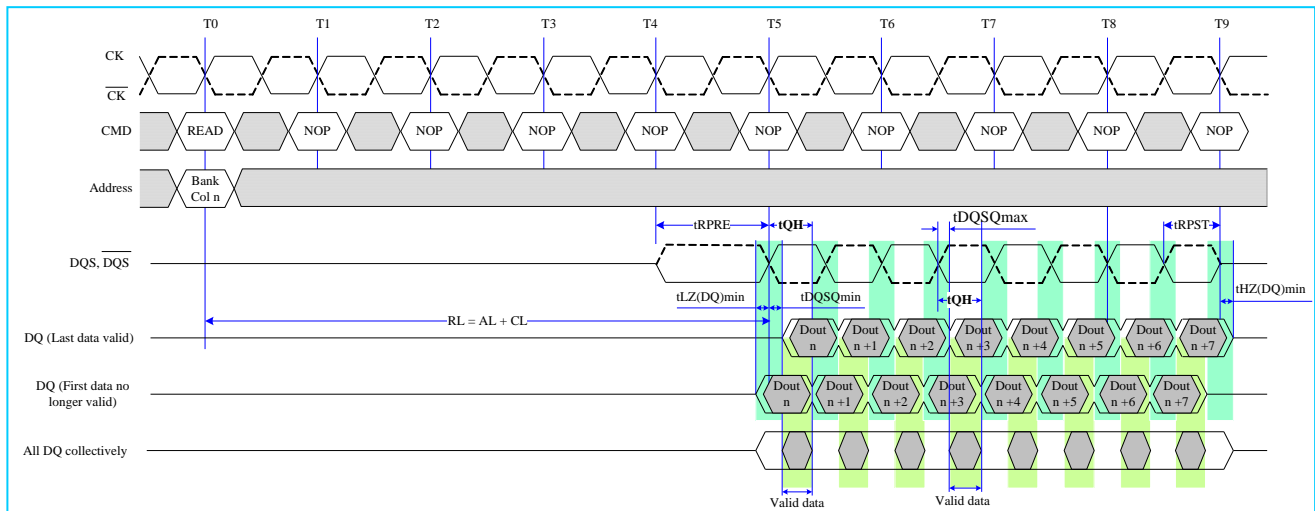 T0 T1 T2 T3 T4 T5 T6 T7 T8 T9
CK
CK
CMD READ NOP NOP NOP NOP NOP NOP NOP NOP NOP
Address Bank
Col n
tRPRE tQH tDQSQmax tRPST
DQS, DQS
tLZ(DQ)min tDQSQmin tQH tHZ(DQ)min
RL = AL + CL
DQ (Last data valid) Dout Dout Dout Dout Dout Dout Dout Dout
n n +1 n +2 n +3 n +4 n +5 n +6 n +7
DQ (First data no Dout Dout Dout Dout Dout Dout Dout Dout
longer valid) n n +1 n +2 n +3 n +4 n +5 n +6 n +7
All DQ collectively
Valid data Valid data